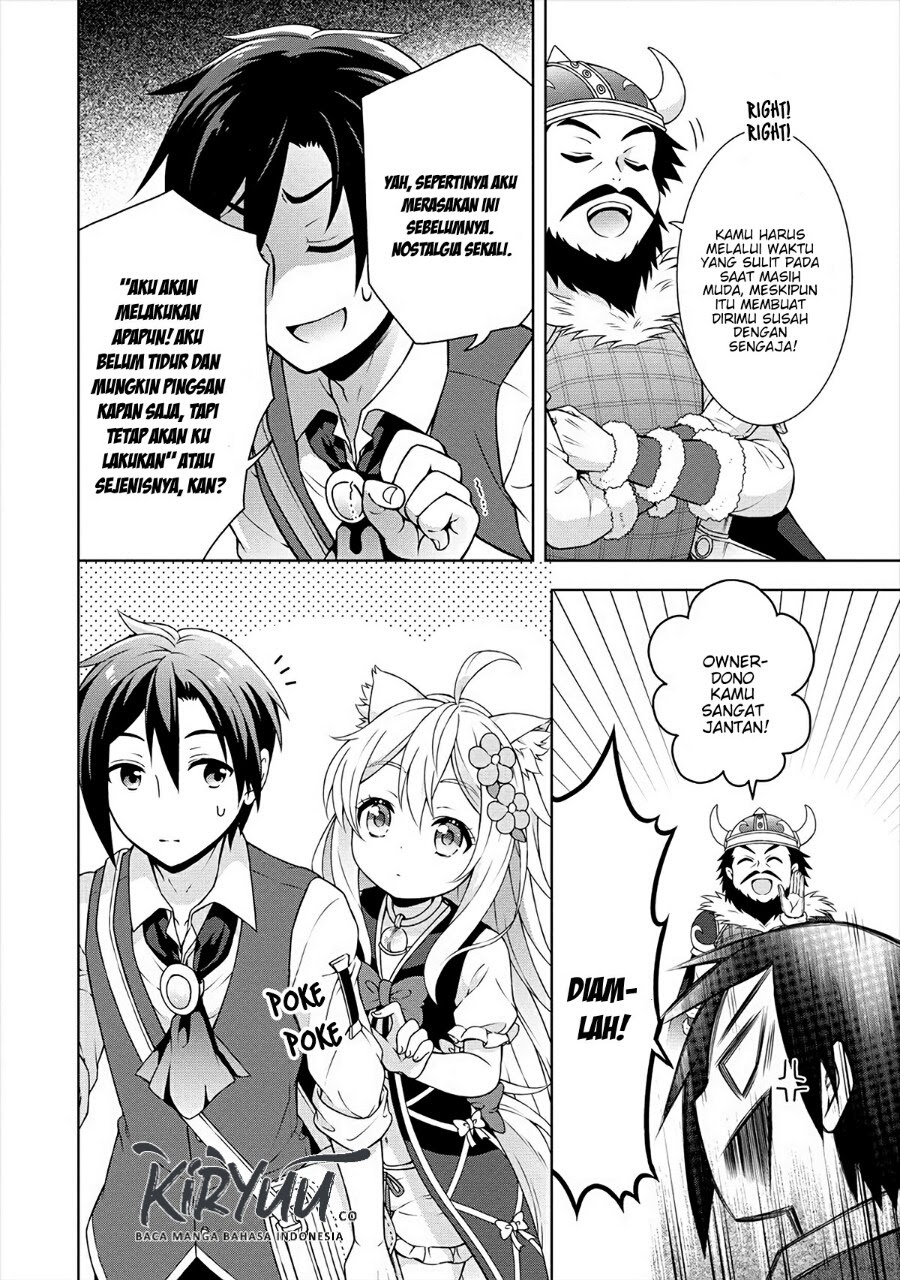 RIGHT!
RIGHT!
KAMU HARUS
MELALUI WAKTU
YANG SULIT PADA
SAAT MASIH
MUDA, MESKIPUN
ITU MEMBUAT
DIRIMU SUSAH
DENGAN
SENGAJA!
YAH, SEPERTINYA AKU
MERASAKAN INI
SEBELUMNYA.
NOSTALGIA SEKALI.
"AKU AKAN
MELAKUKAN
APAPUN! AKU
BELUM TIDUR DAN
MUNGKIN PINGSAN
KAPAN SAJA, TAPI
TETAP AKAN KU
LAKUKAN" ATAU
SEJENISNYA, KAN?
OWNER-
DONO
KAMU
SANGAT
JANTAN!
DIAM-
LAH!
POKE
POKE
KIRYUU
.CO
BACA MANGA BAHASA INDONESIA